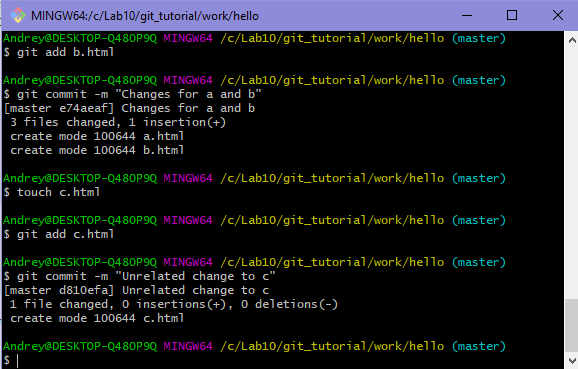 MINGW64:/c/Lab10/git_tutorial/work/hello
Andrey@DESKTOP-Q480P9Q MINGW64 /c/Lab10/git_tutorial/work/hello (master)
$ git add b.html
Andrey@DESKTOP-Q480P9Q MINGW64 /c/Lab10/git_tutorial/work/hello (master)
$ git commit -m "Changes for a and b"
[master e74aeaf] Changes for a and b
 3 files changed, 1 insertion(+)
 create mode 100644 a.html
 create mode 100644 b.html
Andrey@DESKTOP-Q480P9Q MINGW64 /c/Lab10/git_tutorial/work/hello (master)
$ touch c.html
Andrey@DESKTOP-Q480P9Q MINGW64 /c/Lab10/git_tutorial/work/hello (master)
$ git add c.html
Andrey@DESKTOP-Q480P9Q MINGW64 /c/Lab10/git_tutorial/work/hello (master)
$ git commit -m "Unrelated change to c"
[master d810efa] Unrelated change to c
 1 file changed, 0 insertions(+), 0 deletions(-)
 create mode 100644 c.html
Andrey@DESKTOP-Q480P9Q MINGW64 /c/Lab10/git_tutorial/work/hello (master)
$